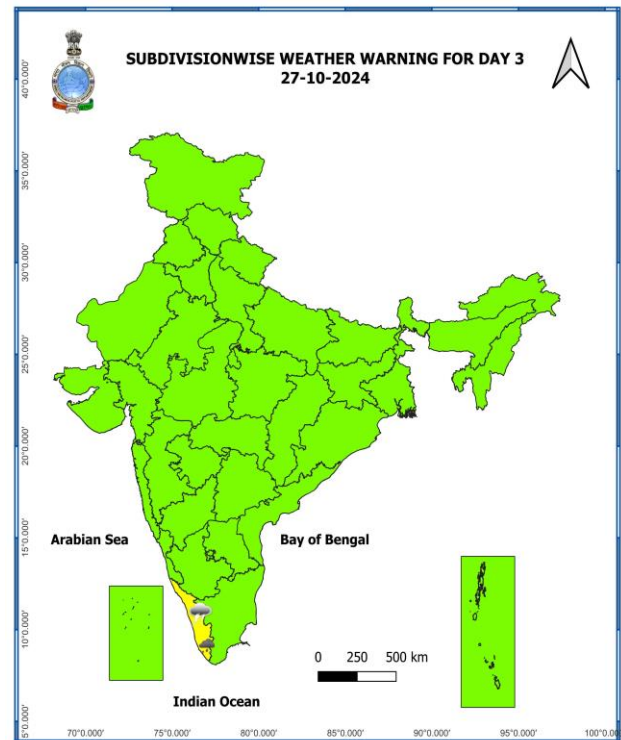 SUBDIVISIONWISE WEATHER WARNING FOR DAY 3
27-10-2024
40°0.000'
35°0.000'
30°0.000'
25°0.000'
20°0.000'
15°0.000'
10°0.000'
5°0.000'
Arabian Sea
Bay of Bengal
0 250 500 km
Indian Ocean
70°0.000' 75°0.000' 80°0.000' 85°0.000' 90°0.000' 95°0.000' 100°0.000'